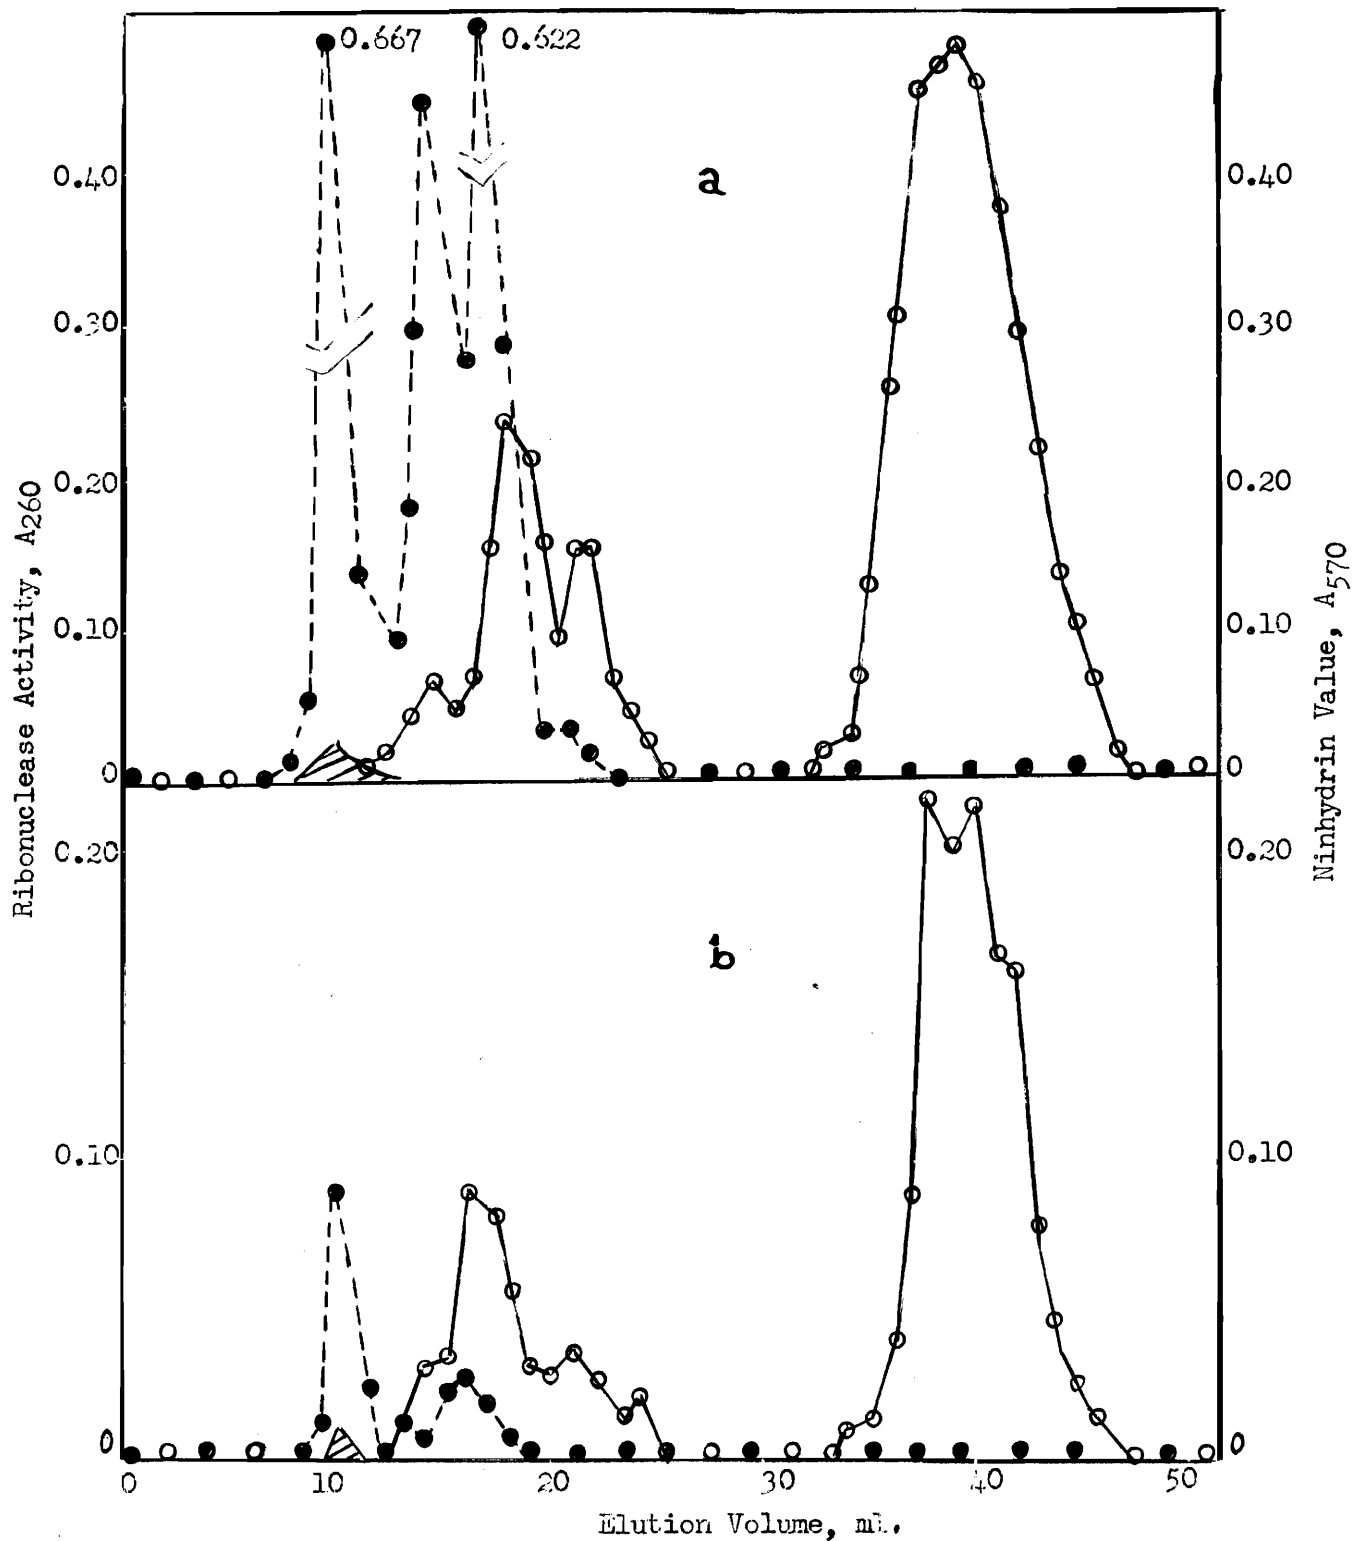 0.667 0.622
a
0.40 0.40
0.30 0.30
0.20 0.20
0.10 0.10
0 0
Ribonuclease Activity, A260
Ninhydrin Value, A570
0.20 0.20
b
0.10 0.10
0 0
0 10 20 30 40 50
Elution Volume, ml.